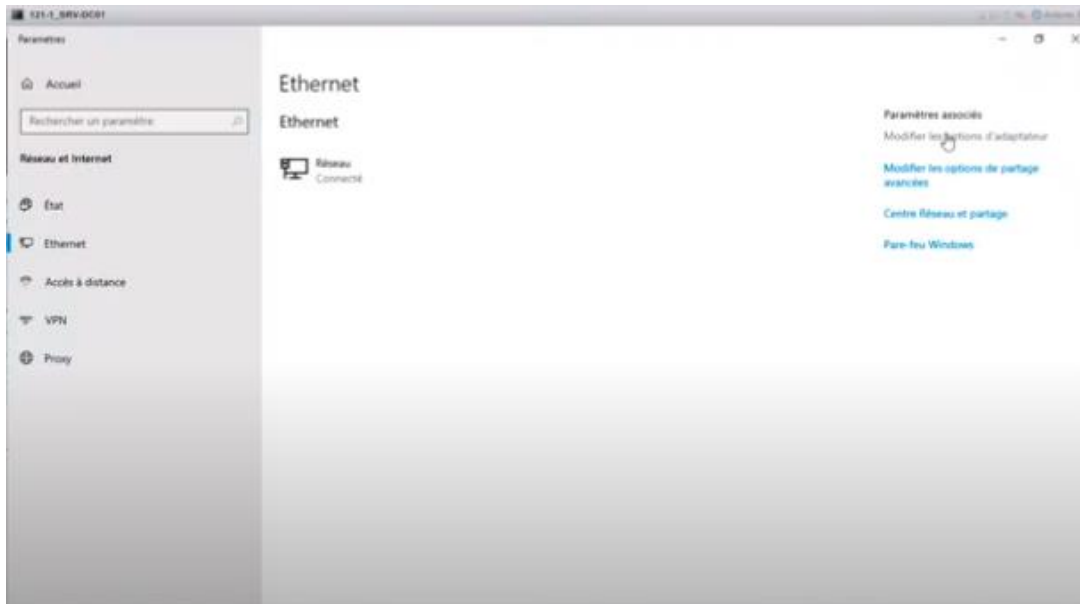 121-1_SRV-DC01
Paramètres
Accueil
Rechercher un paramètre
Réseau et Internet
État
Ethernet
Accès à distance
VPN
Proxy
Ethernet
Ethernet
Réseau
Connecté
Paramètres associés
Modifier les options d'adaptateur
Modifier les options de partage
avancées
Centre Réseau et partage
Pare-feu Windows